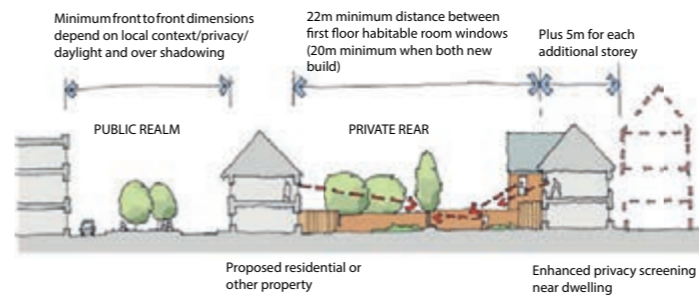 Minimum front to front dimensions
depend on local context/privacy/
daylight and over shadowing
22m minimum distance between
first floor habitable room windows
(20m minimum when both new
build)
Plus 5m for each
additional storey
PUBLIC REALM
PRIVATE REAR
Proposed residential or
other property
Enhanced privacy screening
near dwelling